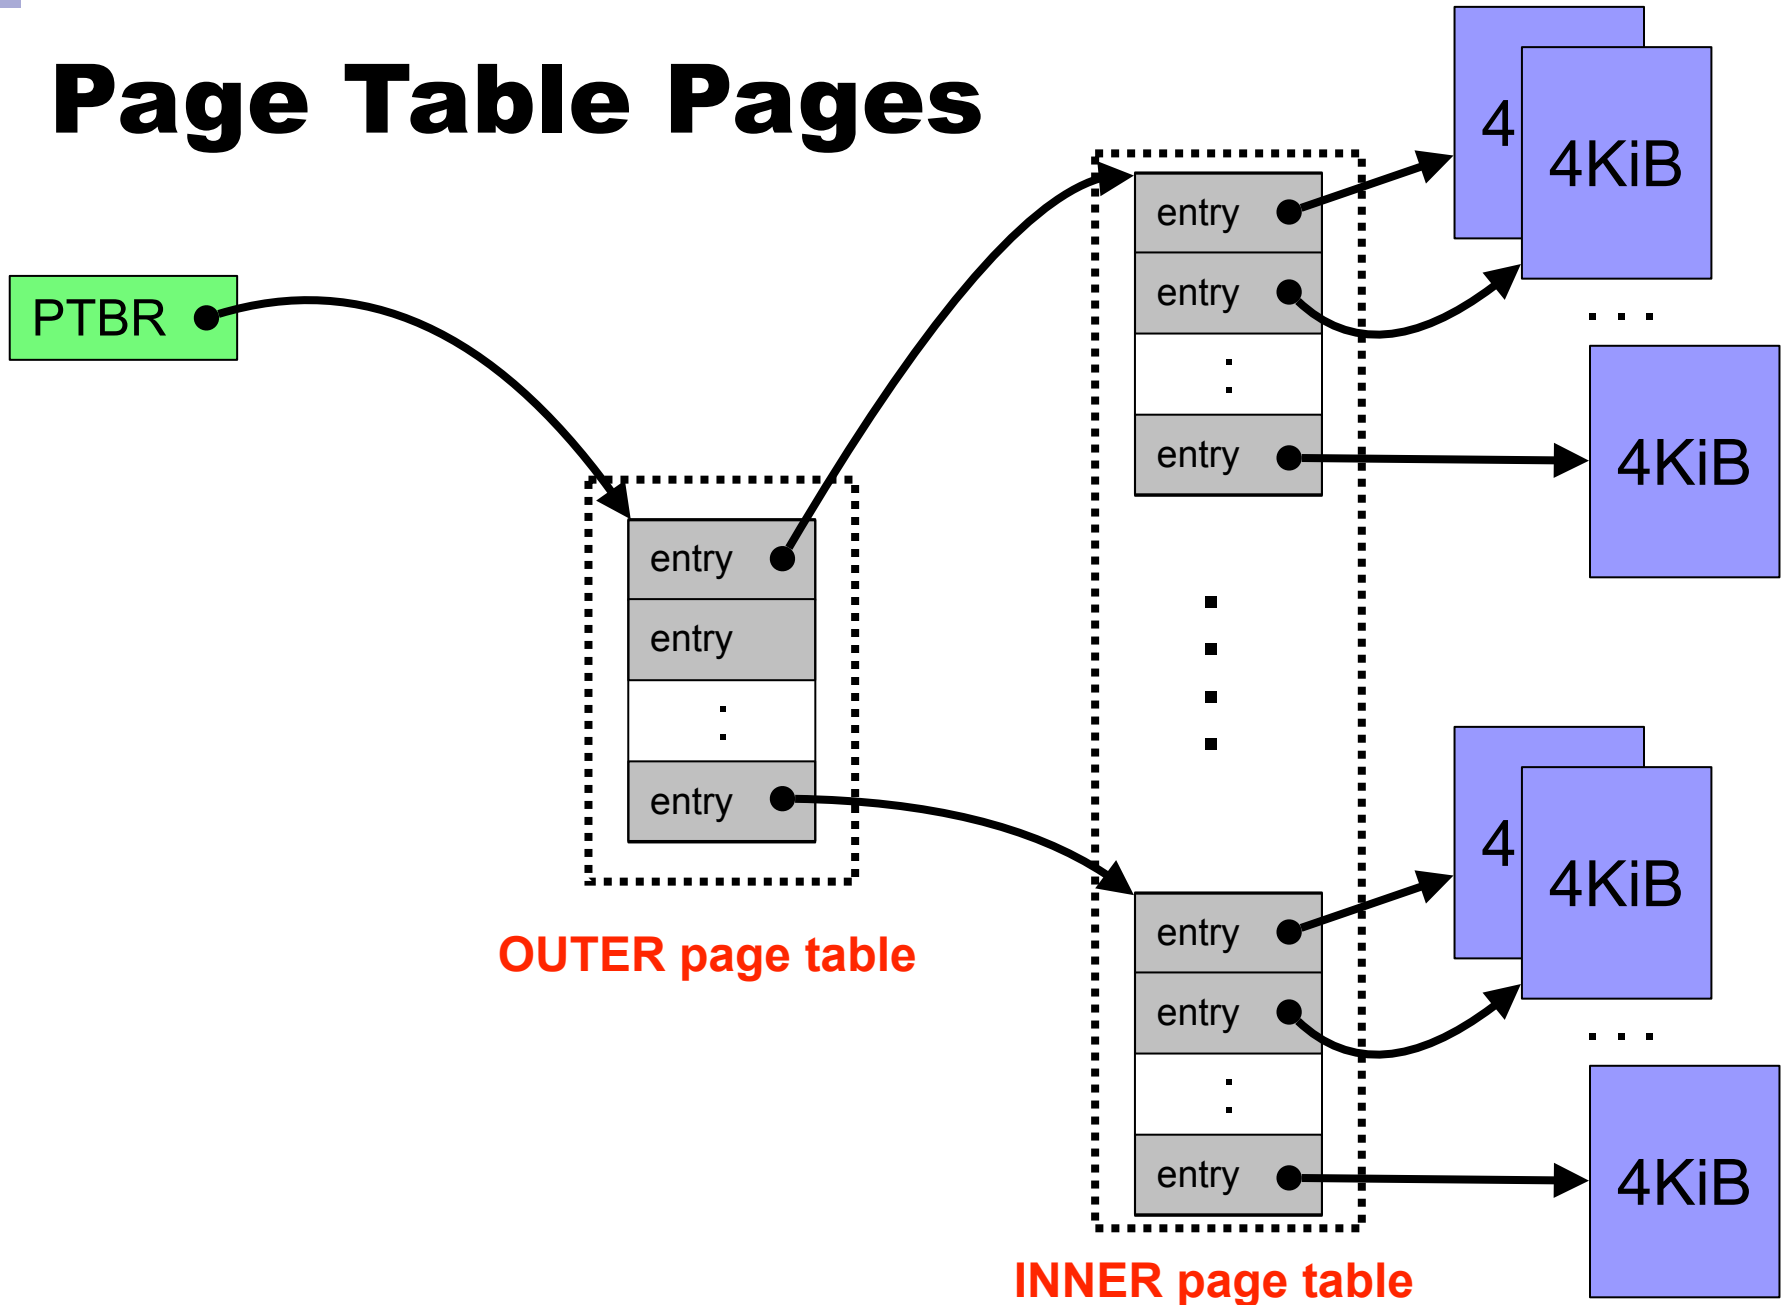 Page Table Pages
PTBR
entry
entry
:
entry
OUTER page table
entry
entry
:
entry
entry
entry
:
entry
INNER page table
4
4KiB
. . .
4KiB
4
4KiB
. . .
4KiB